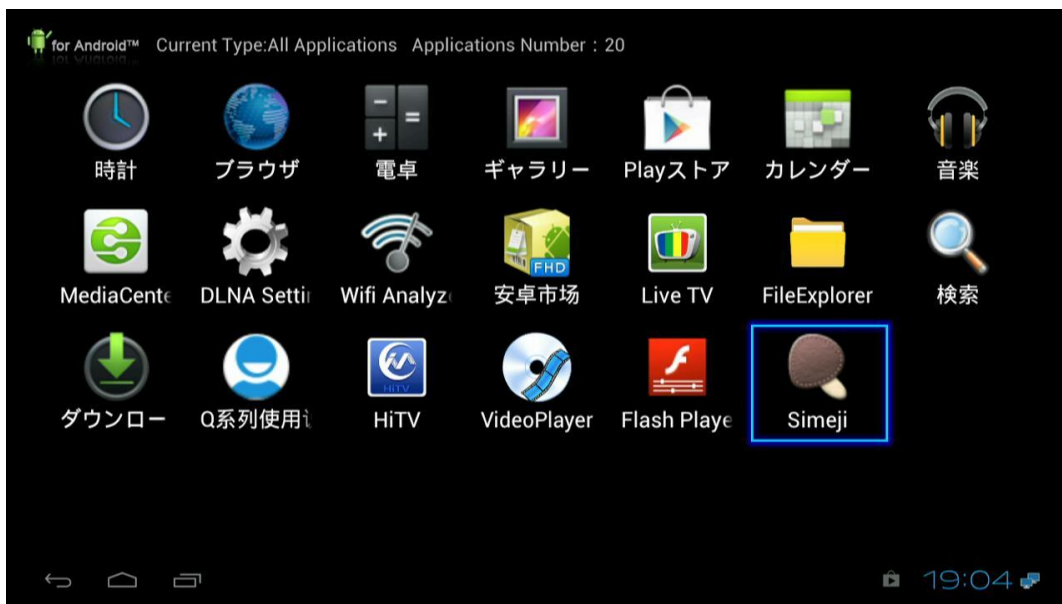 for Android™ Current Type:All Applications Applications Number：20
時計 ブラウザ 電卓 ギャラリー Playストア カレンダー 音楽
FHD
MediaCente DLNA Settin Wifi Analyz 安卓市场 Live TV FileExplorer 検索
HiTV
ダウンロー Q系列使用 HiTV VideoPlayer Flash Playe Simeji
19:04